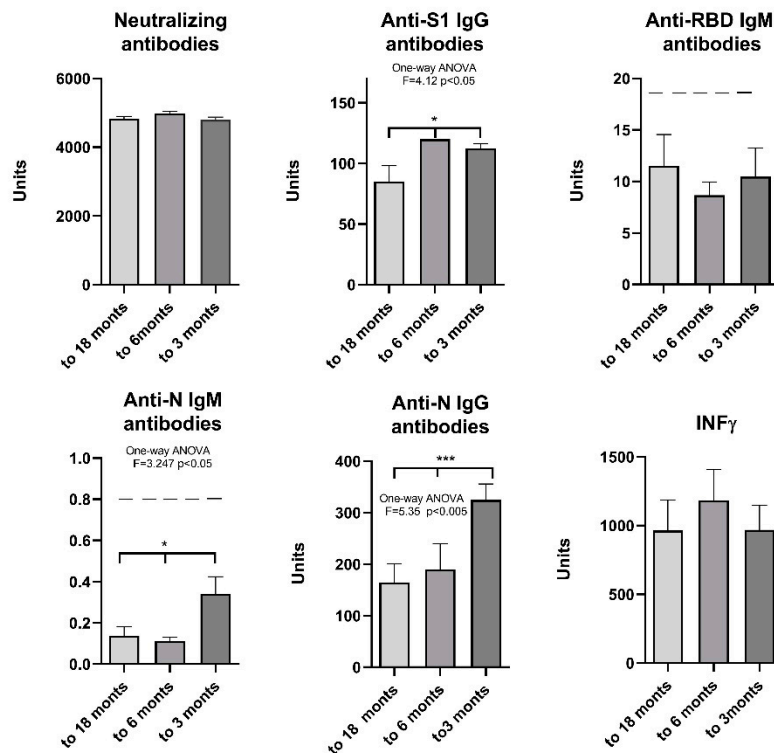 Neutralizing
antibodies
6000
4000
2000
0
Units
to 18 monts
to 6monts
to 3 monts
Anti-S1 IgG
antibodies
One-way ANOVA
F=4.12 p<0.05
*
150
100
50
0
Units
to 18 monts
to 6 monts
to 3 monts
Anti-RBD IgM
antibodies
20
15
10
5
0
Units
to 18 monts
to 6 monts
to 3 monts
Anti-N IgM
antibodies
One-way ANOVA
F=3.247 p<0.05
*
1.0
0.8
0.6
0.4
0.2
0.0
Units
to 18 monts
to 6 monts
to 3 monts
Anti-N IgG
antibodies
***
One-way ANOVA
F=5.35 p<0.005
400
300
200
100
0
Units
to 18 monts
to 6 monts
to3 monts
INFγ
1500
1000
500
0
Units
to 18 monts
to 6 monts
to 3monts